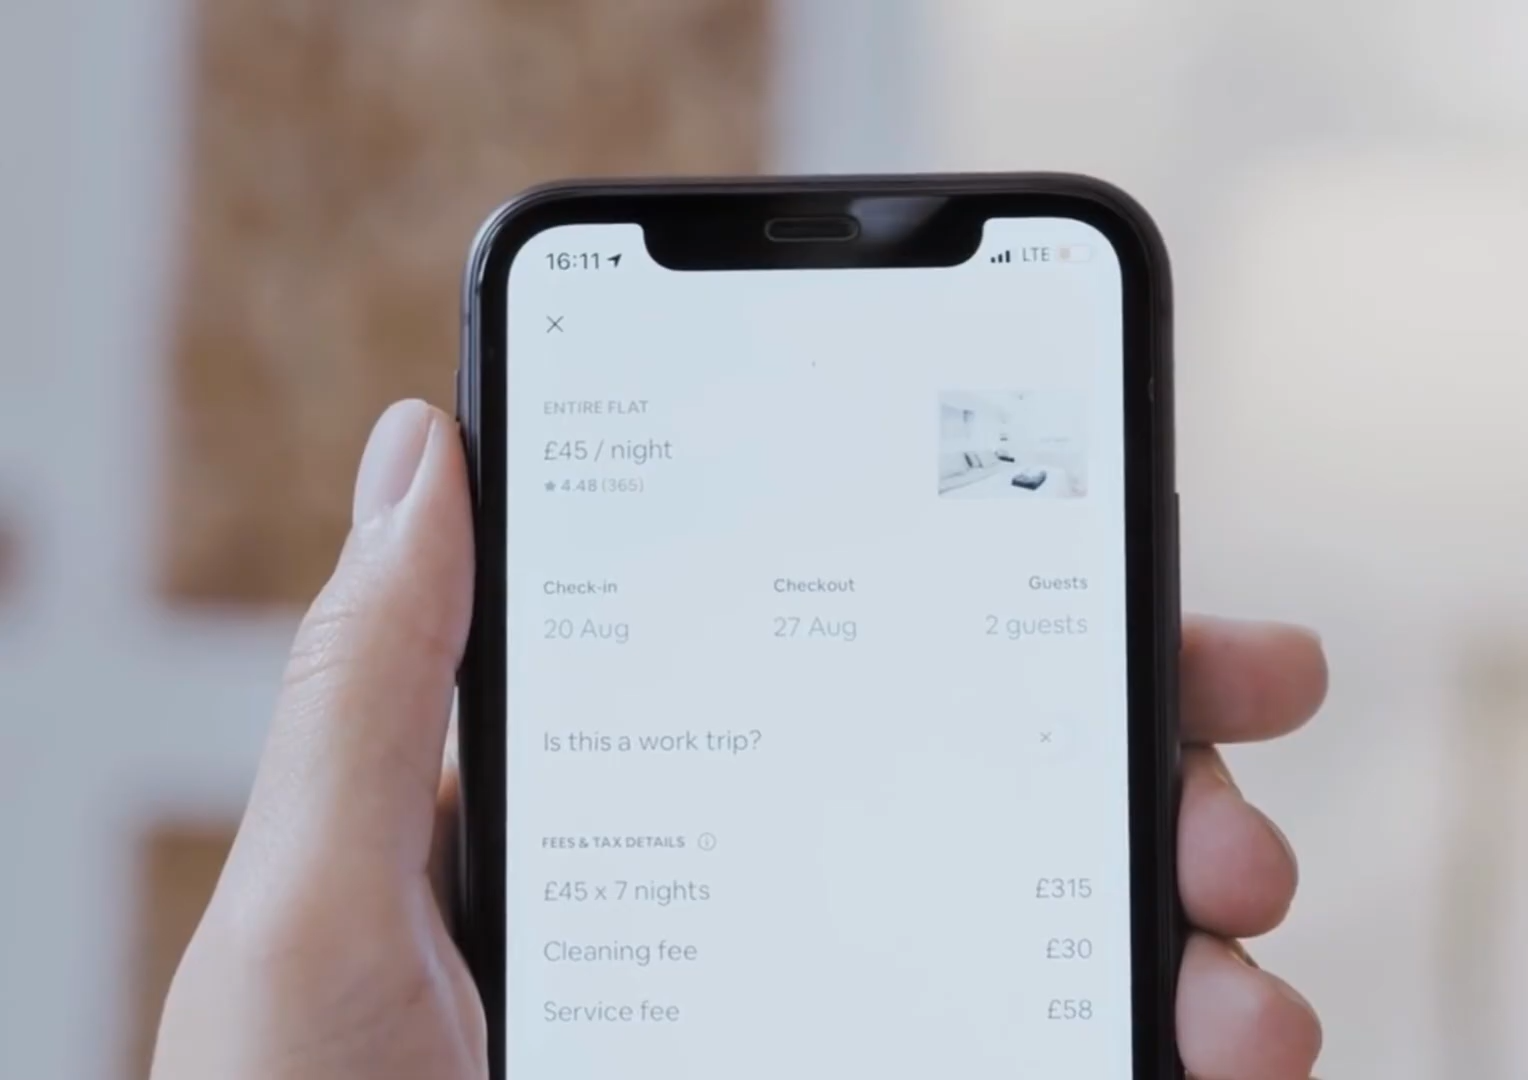 16:11 LTE
×
ENTIRE FLAT
£45 / night
★ 4.48 (365)
Check-in Checkout Guests
20 Aug 27 Aug 2 guests
Is this a work trip? ×
FEES & TAX DETAILS ⓘ
£45 x 7 nights £315
Cleaning fee £30
Service fee £58